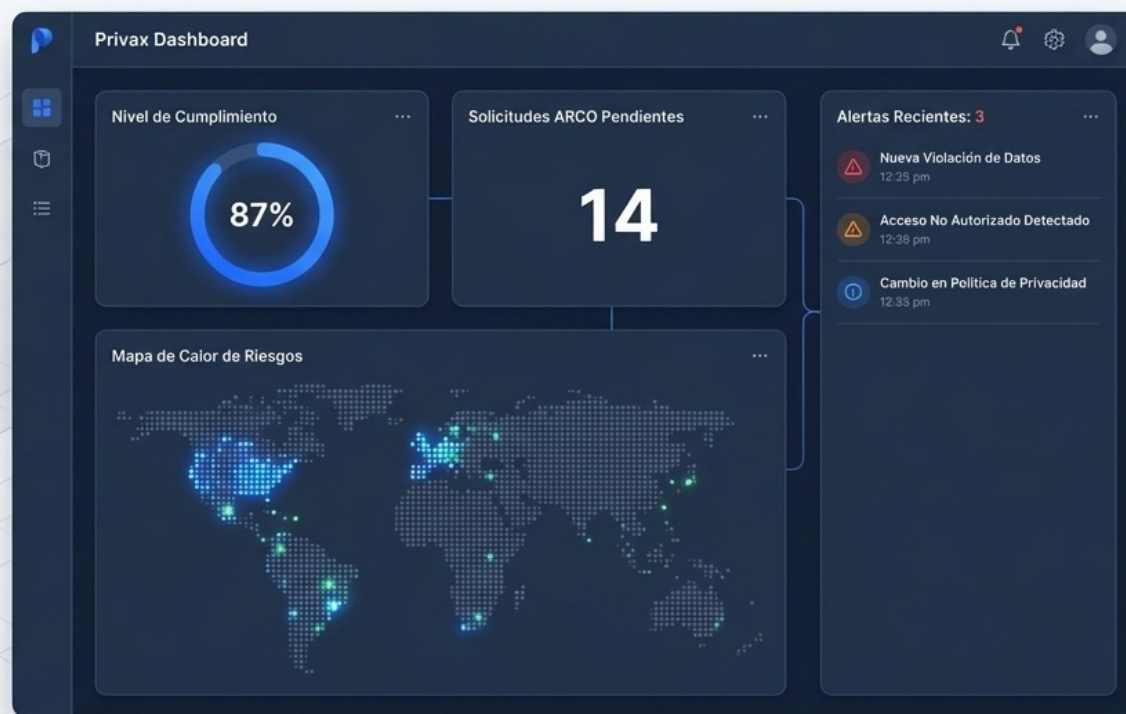 Privax Dashboard
Nivel de Cumplimiento
87%
Solicitudes ARCO Pendientes
14
Alertas Recientes: 3
Nueva Violación de Datos
12:25 pm
Acceso No Autorizado Detectado
12:38 pm
Cambio en Política de Privacidad
12:35 pm
Mapa de Calor de Riesgos